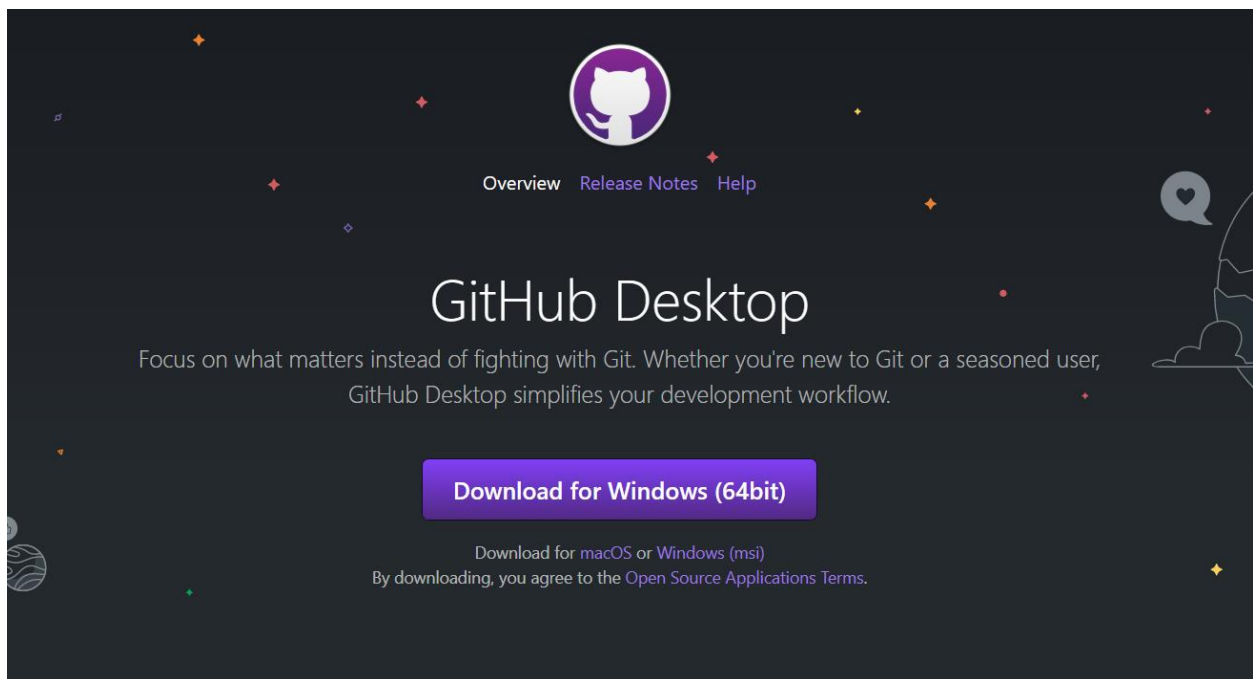 Overview Release Notes Help
GitHub Desktop
Focus on what matters instead of fighting with Git. Whether you're new to Git or a seasoned user,
GitHub Desktop simplifies your development workflow.
Download for Windows (64bit)
Download for macOS or Windows (msi)
By downloading, you agree to the Open Source Applications Terms.